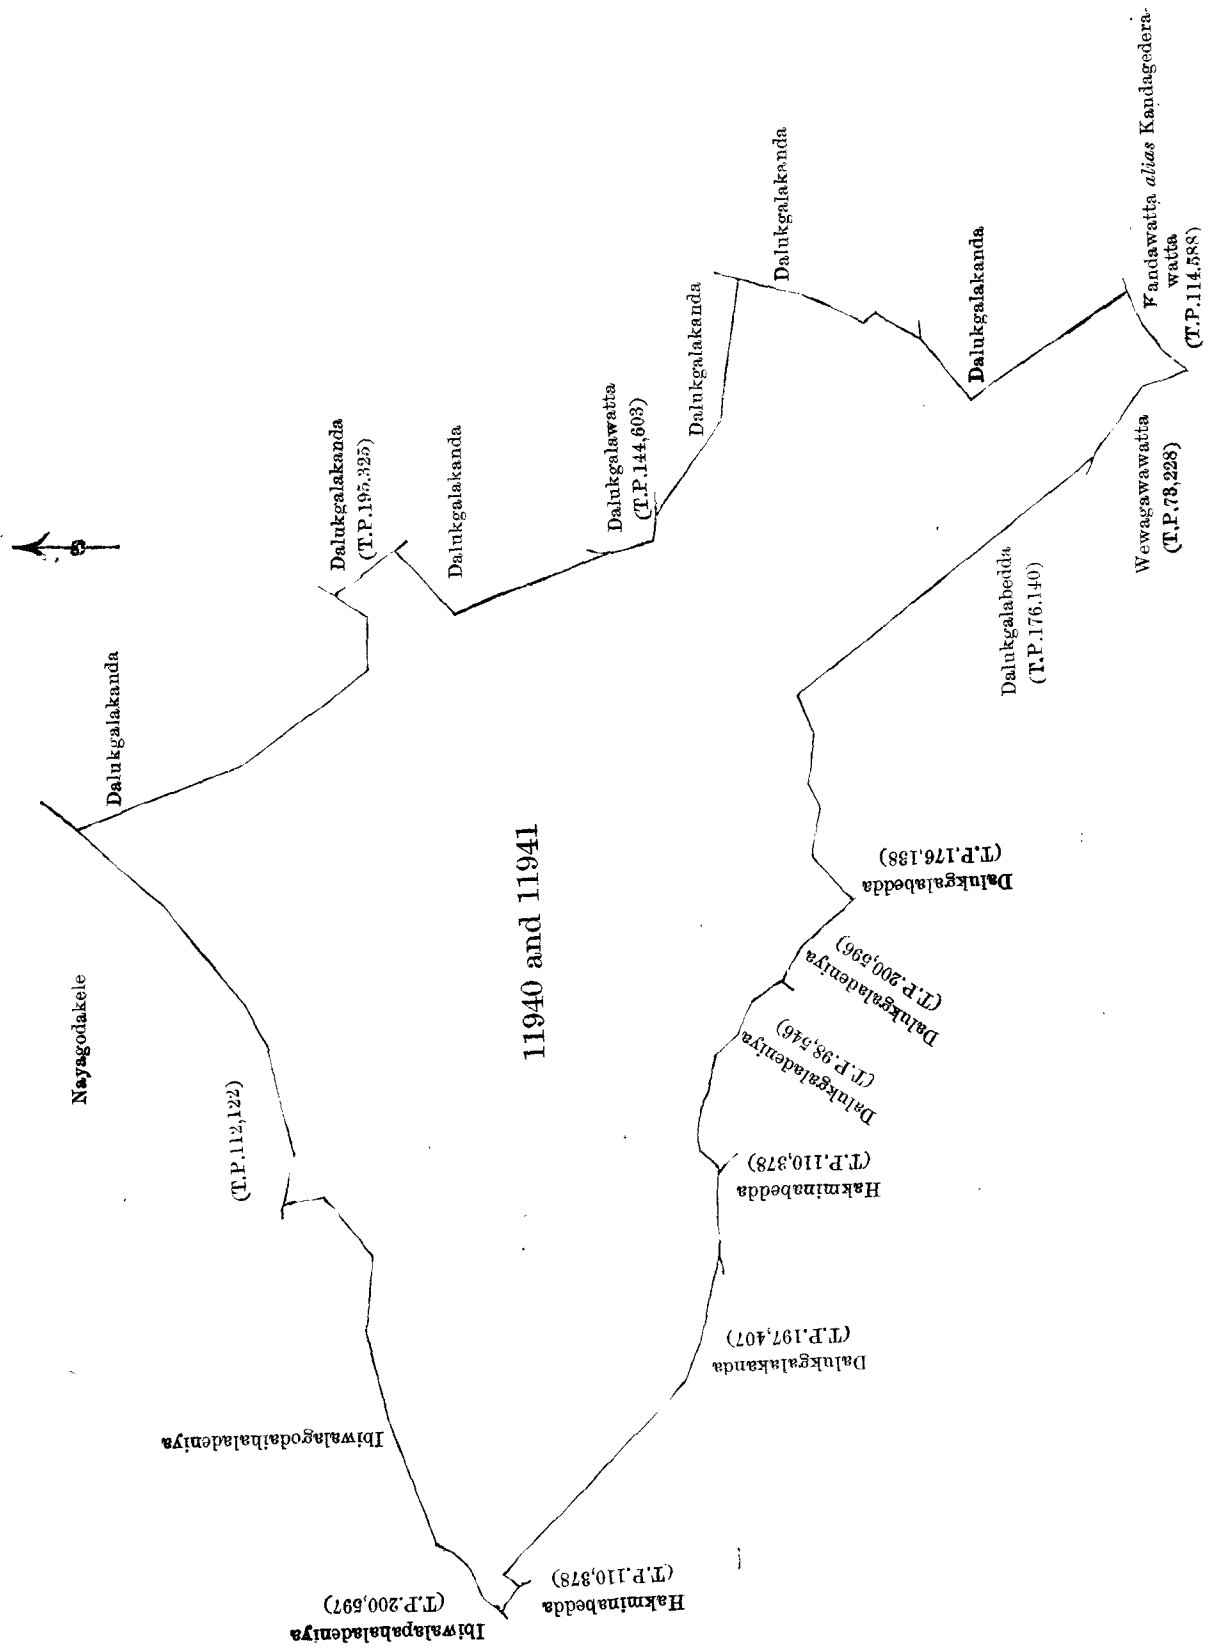 Nayagodakele
Dalukgalakanda
(T.P.112,122)
Dalukgalakanda
(T.P.195,325)
Dalukgalakanda
Dalukgalawatta
(T.P.144,603)
Dalukgalakanda
Dalukgalakanda
Dalukgalakanda
Kandawatta alias Kandagedera-
watta
(T.P.114,588)
Wewagawawatta
(T.P.78,228)
Dalukgalabedda
(T.P.176,140)
11940 and 11941
Dalukgalabedda
(T.P.176,138)
Dalukgaladeniya
(T.P.200,596)
Dalukgaladeniya
(T.P.98,546)
Hakminabedda
(T.P.110,378)
Dalukgalakanda
(T.P.197,407)
Hakminabedda
(T.P.110,378)
Ibiwalapahaladeniya
(T.P.200,597)
Ibiwalagodaihaladeniya